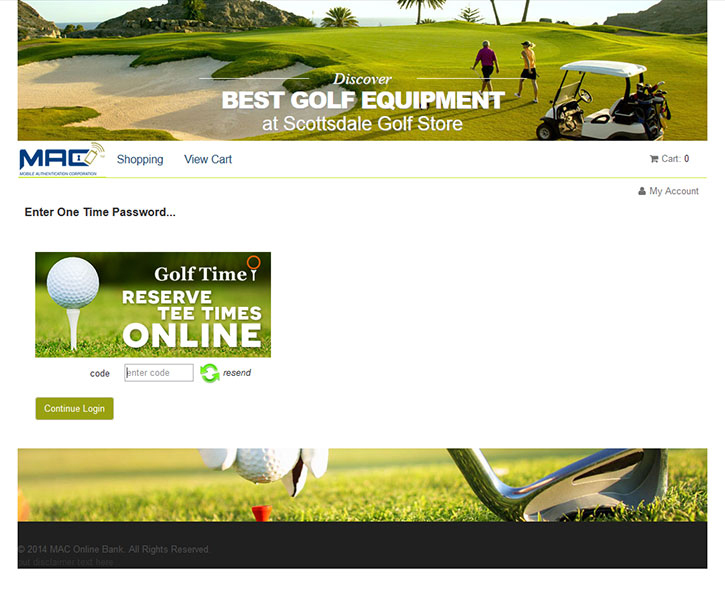 Discover
BEST GOLF EQUIPMENT
at Scottsdale Golf Store
MAC
MOBILE AUTHENTICATION CORPORATION
Shopping
View Cart
Cart: 0
My Account
Enter One Time Password...
Golf Time
RESERVE
TEE TIMES
ONLINE
code
enter code
resend
Continue Login
© 2014 MAC Online Bank. All Rights Reserved.
disclaimer text here